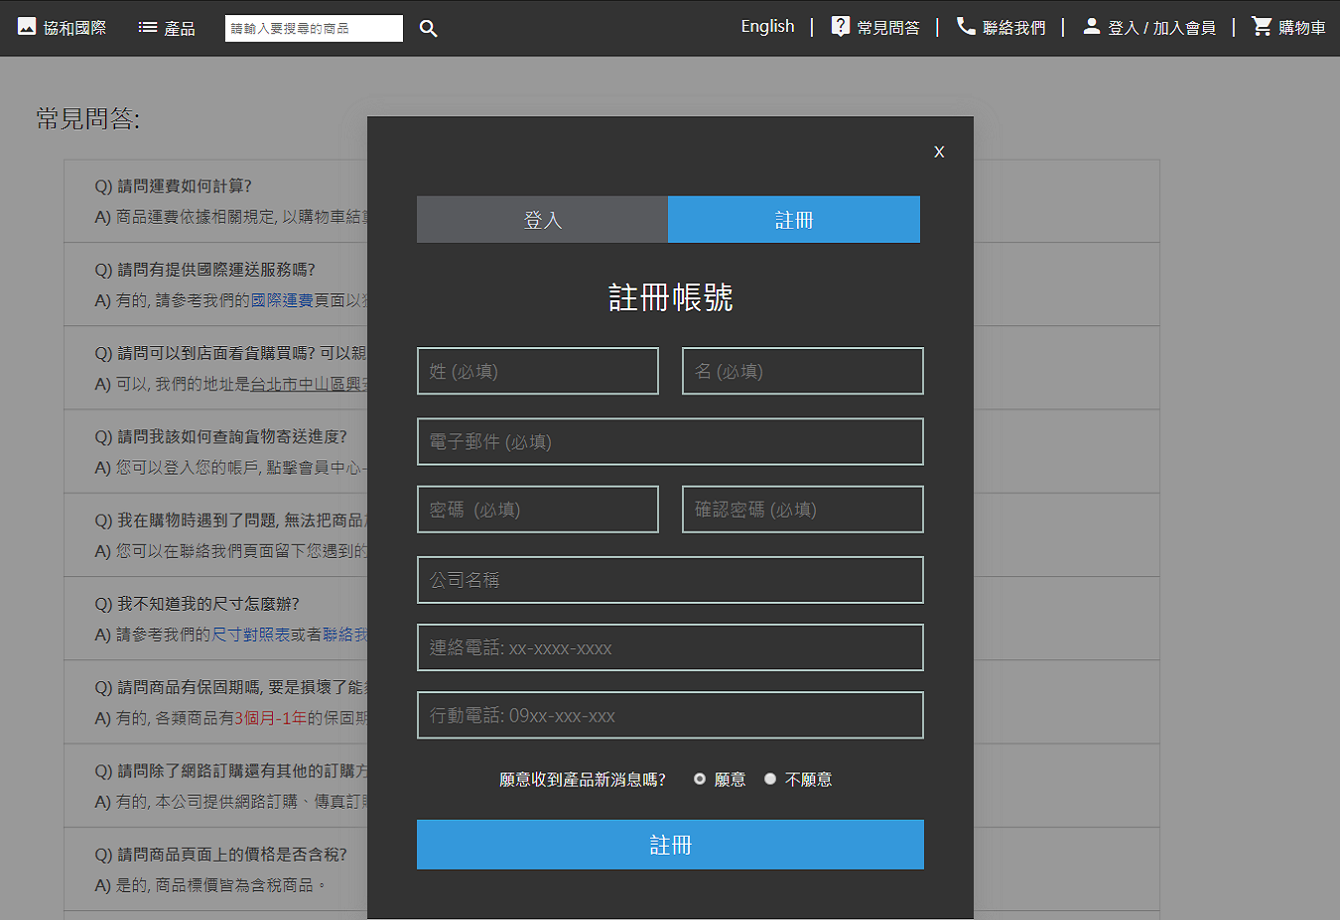 協和國際 產品 請輸入要搜尋的商品 English | 常見問答 | 聯絡我們 | 登入 / 加入會員 | 購物車
常見問答:
X
登入 註冊
註冊帳號
姓 (必填) 名 (必填)
電子郵件 (必填)
密碼 (必填) 確認密碼 (必填)
公司名稱
連絡電話: xx-xxxx-xxxx
行動電話: 09xx-xxx-xxx
願意收到產品新消息嗎? 願意 不願意
註冊
Q) 請問運費如何計算?
A) 商品運費依據相關規定, 以購物車結
Q) 請問有提供國際運送服務嗎?
A) 有的, 請參考我們的國際運費頁面以
Q) 請問可以到店面看貨購買嗎? 可以親
A) 可以, 我們的地址是台北市中山區興
Q) 請問我該如何查詢貨物寄送進度?
A) 您可以登入您的帳戶, 點擊會員中心-
Q) 我在購物時遇到了問題, 無法把商品
A) 您可以在聯絡我們頁面留下您遇到的
Q) 我不知道我的尺寸怎麼辦?
A) 請參考我們的尺寸對照表或者聯絡我
Q) 請問商品有保固期嗎, 要是損壞了能
A) 有的, 各類商品有3個月-1年的保固期
Q) 請問除了網路訂購還有其他的訂購方
A) 有的, 本公司提供網路訂購、傳真訂
Q) 請問商品頁面上的價格是否含稅?
A) 是的, 商品標價皆為含稅商品。